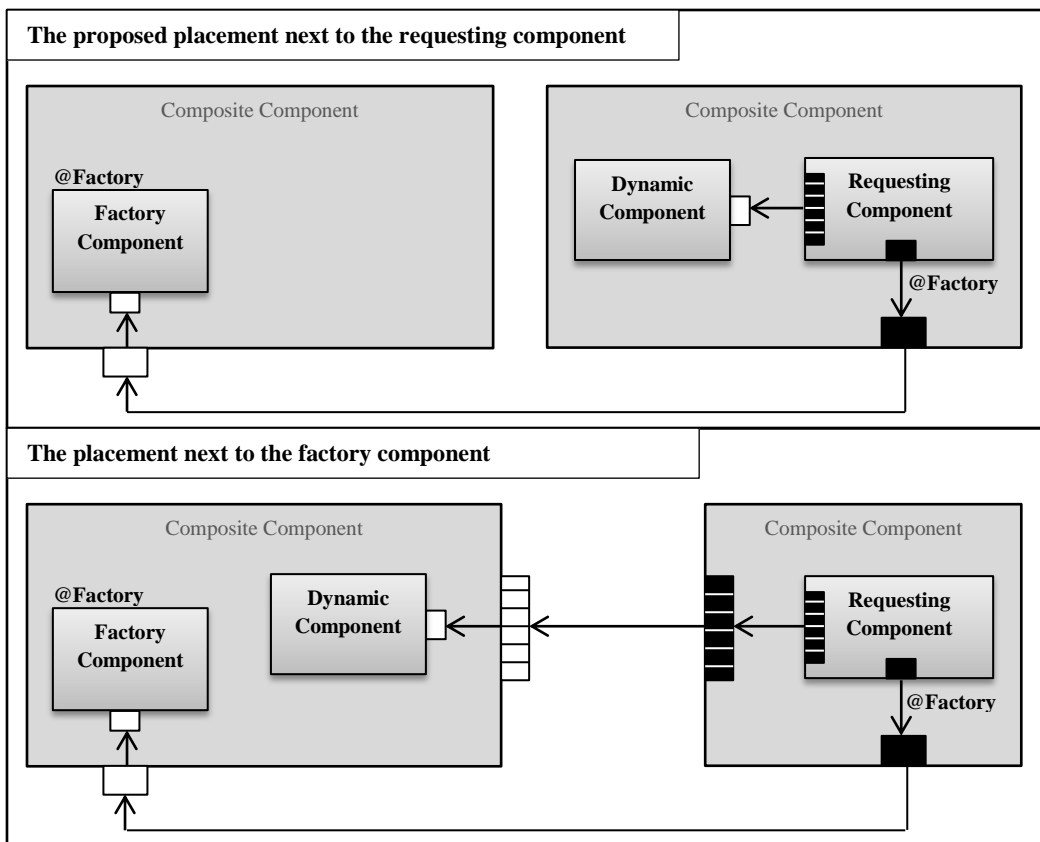 The proposed placement next to the requesting component
Composite Component
Composite Component
@Factory
Factory
Component
Dynamic
Component
Requesting
Component
@Factory
The placement next to the factory component
Composite Component
Composite Component
@Factory
Factory
Component
Dynamic
Component
Requesting
Component
@Factory